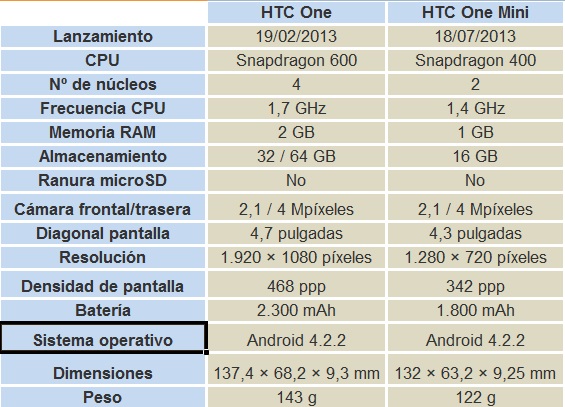 HTC One HTC One Mini
Lanzamiento 19/02/2013 18/07/2013
CPU Snapdragon 600 Snapdragon 400
Nº de núcleos 4 2
Frecuencia CPU 1,7 GHz 1,4 GHz
Memoria RAM 2 GB 1 GB
Almacenamiento 32 / 64 GB 16 GB
Ranura microSD No No
Cámara frontal/trasera 2,1 / 4 Mpíxeles 2,1 / 4 Mpíxeles
Diagonal pantalla 4,7 pulgadas 4,3 pulgadas
Resolución 1.920 × 1080 píxeles 1.280 × 720 píxeles
Densidad de pantalla 468 ppp 342 ppp
Batería 2.300 mAh 1.800 mAh
Sistema operativo Android 4.2.2 Android 4.2.2
Dimensiones 137,4 × 68,2 × 9,3 mm 132 × 63,2 × 9,25 mm
Peso 143 g 122 g